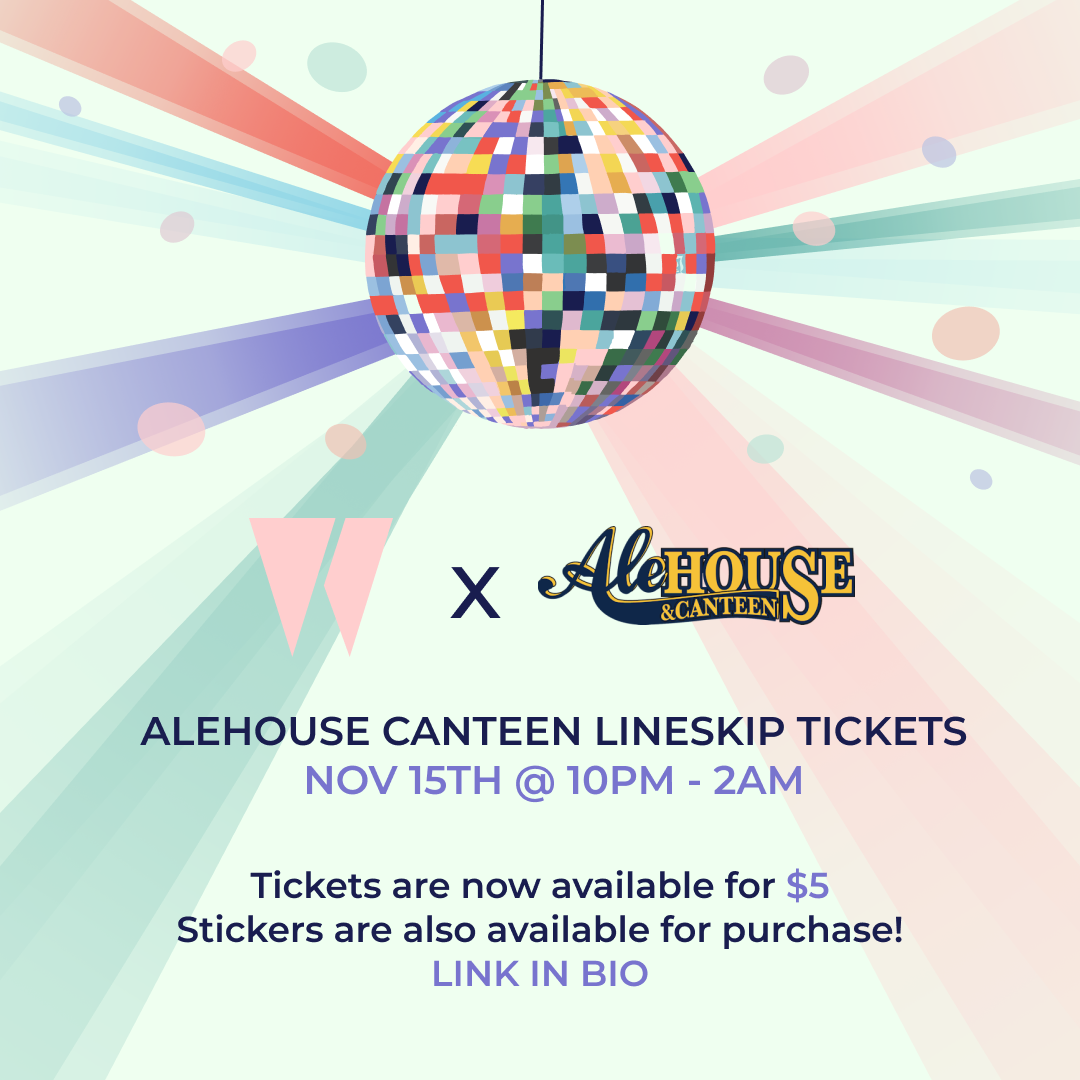 X
AleHOUSE
&CANTEEN
ALEHOUSE CANTEEN LINESKIP TICKETS
NOV 15TH @ 10PM - 2AM
Tickets are now available for $5
Stickers are also available for purchase!
LINK IN BIO